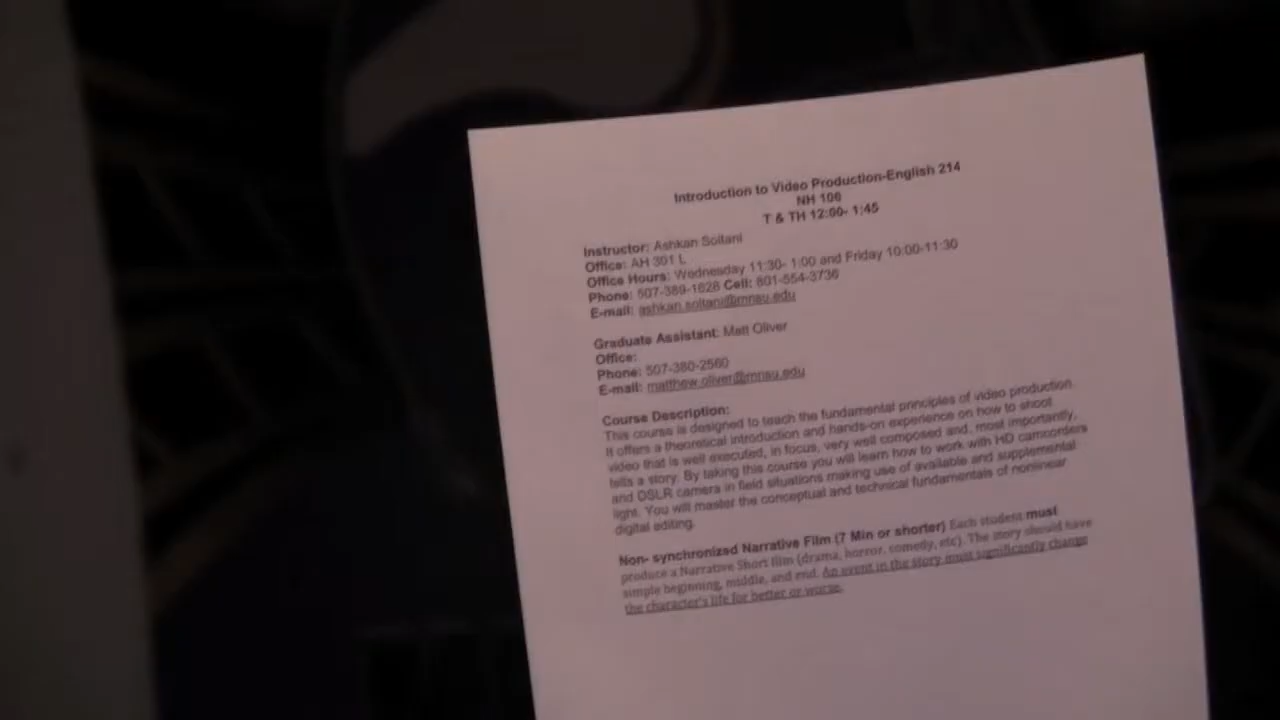 Introduction to Video Production-English 214
NH 106
T & TH 12:00- 1:45
Instructor: Ashkan Soltani
Office: AH 301 L
Office Hours: Wednesday 11:30- 1:00 and Friday 10:00-11:30
Phone: 507-389-1628 Cell: 801-554-3736
E-mail: ashkan.soltani@mnsu.edu
Graduate Assistant: Matt Oliver
Office:
Phone: 507-380-2560
E-mail: matthew.oliver@mnsu.edu
Course Description:
This course is designed to teach the fundamental principles of video production.
It offers a theoretical introduction and hands-on experience on how to shoot
video that is well executed, in focus, very well composed and, most importantly,
tells a story. By taking this course you will learn how to work with HD camcorders
and DSLR camera in field situations making use of available and supplemental
light. You will master the conceptual and technical fundamentals of nonlinear
digital editing.
Non- synchronized Narrative Film (7 Min or shorter) Each student must
produce a Narrative Short film (drama, horror, comedy, etc). The story should have
simple beginning, middle, and end. An event in the story must significantly change
the character's life for better or worse.